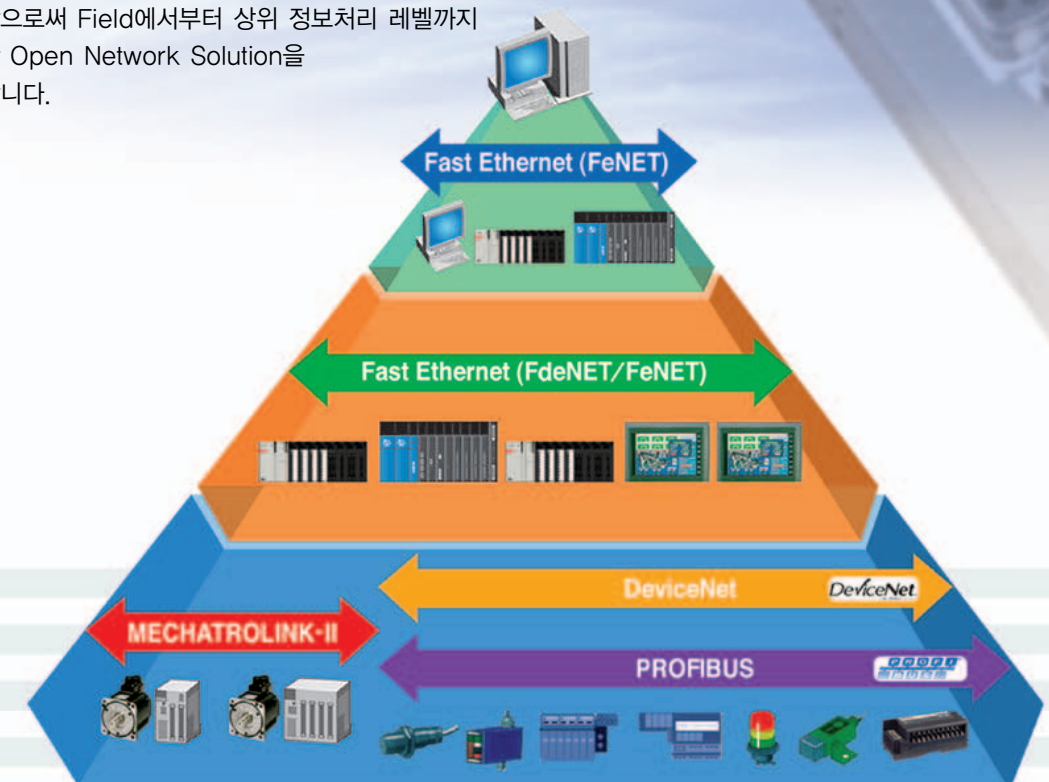 으로써 Field에서부터 상위 정보처리 레벨까지
Open Network Solution을
니다.
Fast Ethernet (FeNET)
Fast Ethernet (FdeNET/FeNET)
DeviceNet DeviceNet
MECHATROLINK-II
PROFIBUS PROFI BUS